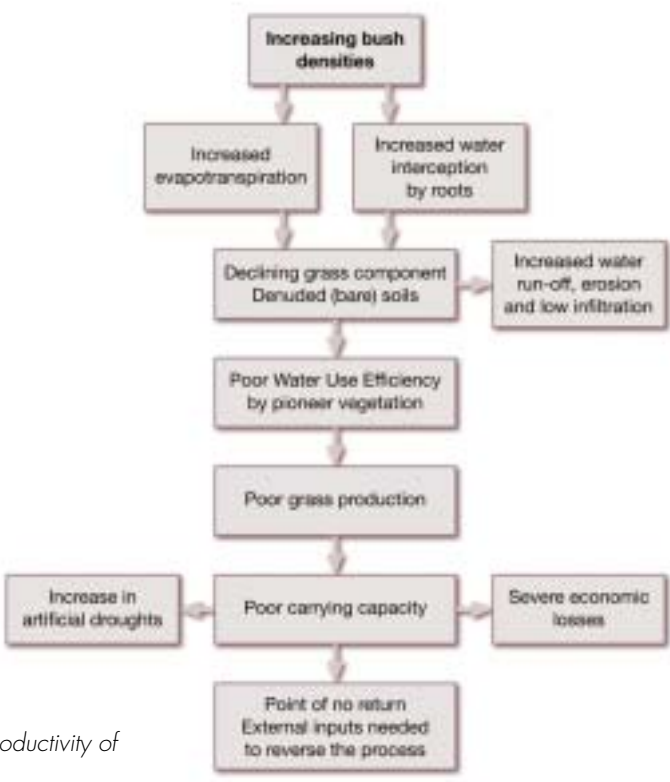 Increasing bush
densities
Increased
evapotranspiration
Increased water
interception
by roots
Declining grass component
Denuded (bare) soils
Increased water
run-off, erosion
and low infiltration
Poor Water Use Efficiency
by pioneer vegetation
Poor grass production
Increase in
artificial droughts
Poor carrying capacity
Severe economic
losses
Point of no return
External inputs needed
to reverse the process
oductivity of